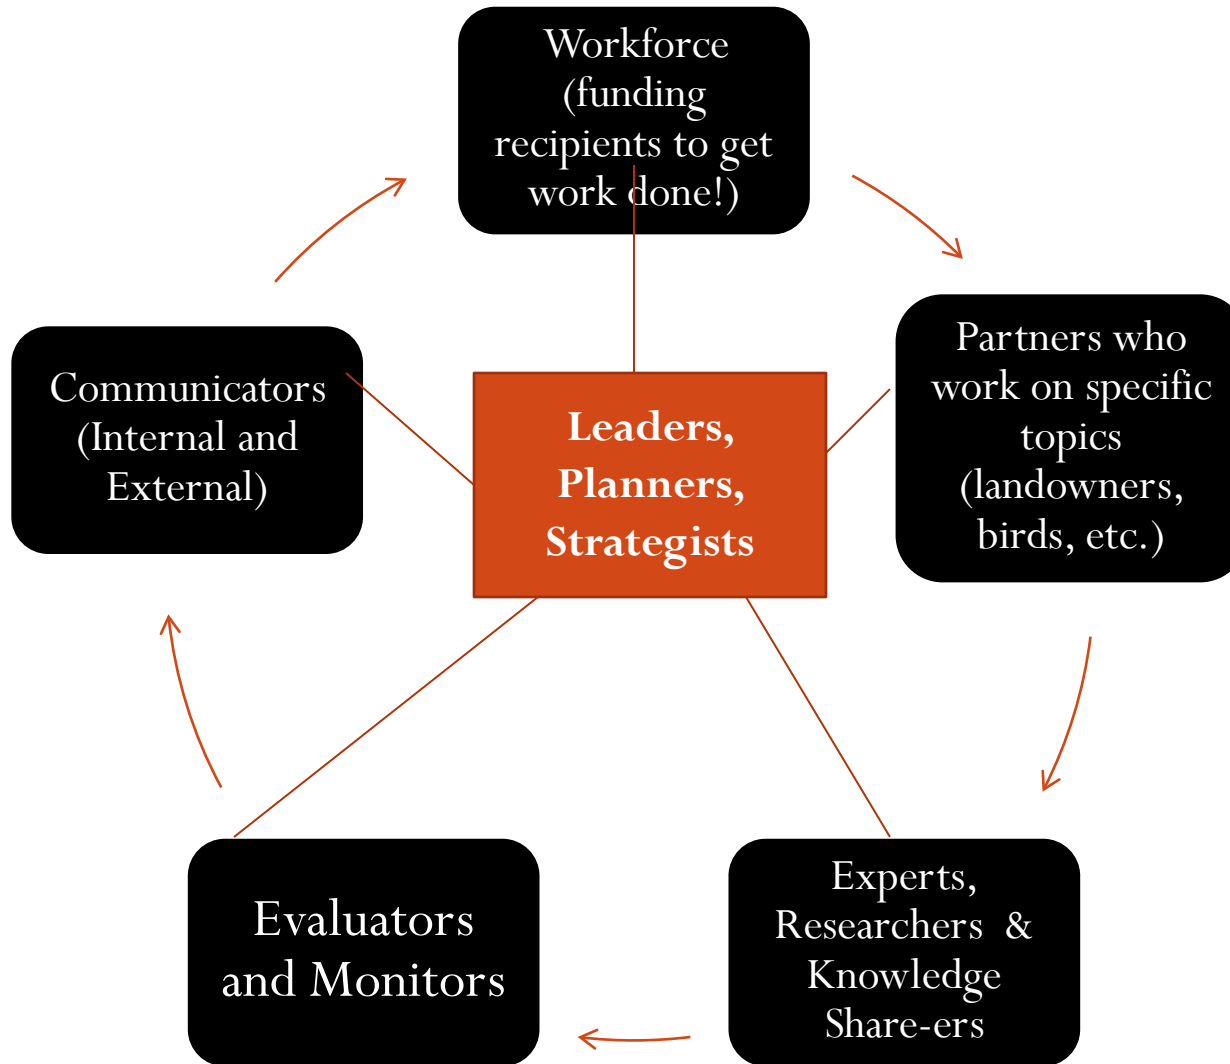 Workforce
(funding
recipients to get
work done!)
Partners who
work on specific
topics
(landowners,
birds, etc.)
Communicators
(Internal and
External)
Leaders,
Planners,
Strategists
Evaluators
and Monitors
Experts,
Researchers &
Knowledge
Share-ers